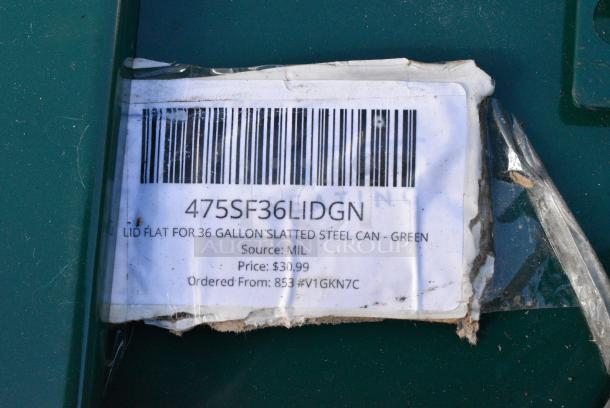 475SF36LIDGN
LID FLAT FOR 36 GALLON SLATTED STEEL CAN - GREEN
Source: MIL
Price: $30.99
Ordered From: 853 #V1GKN7C